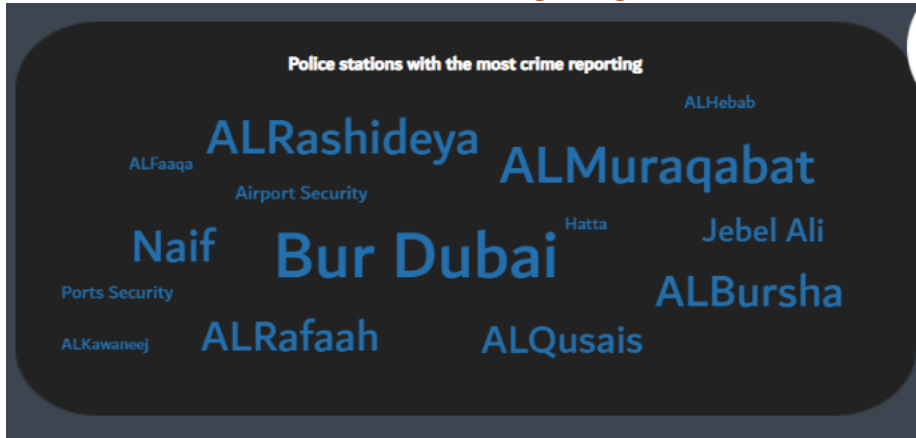 Police stations with the most crime reporting
ALHebab
ALRashideya
ALMuraqabat
ALFaaqa
Airport Security
Hatta
Jebel Ali
Naif
Bur Dubai
Ports Security
ALBursha
ALKawaneej
ALRafaah
ALQusais